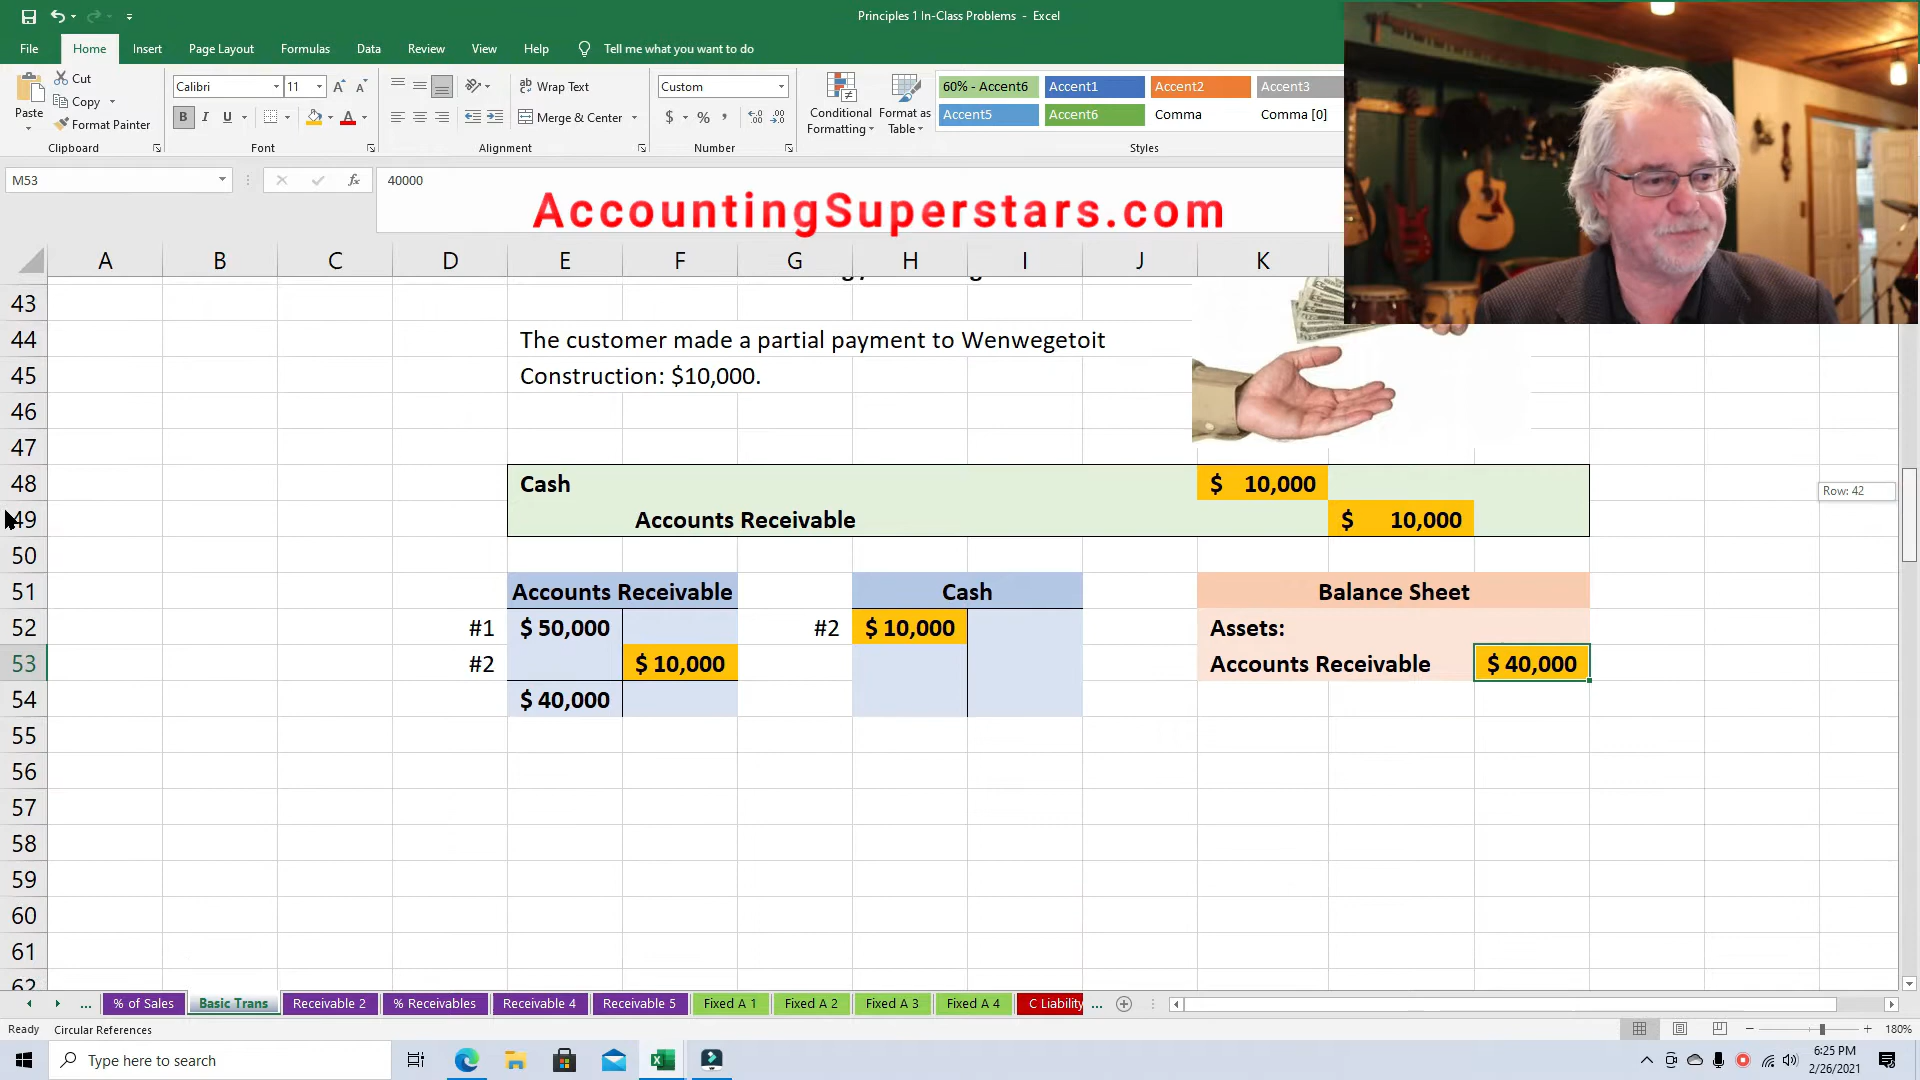 Principles 1 In-Class Problems - Excel
File Home Insert Page Layout Formulas Data Review View Help Tell me what you want to do
Paste
Cut
Copy
Format Painter
Clipboard
Calibri 11
B I U
Font
Wrap Text
Merge & Center
Alignment
Custom
$ % ,
Number
Conditional Formatting
Format as Table
60% - Accent6 Accent1 Accent2 Accent3
Accent5 Accent6 Comma Comma [0]
Styles
M53 fx 40000
AccountingSuperstars.com
A B C D E F G H I J K
43
44 The customer made a partial payment to Wenwegetoit
45 Construction: $10,000.
46
47
48 Cash $ 10,000
49 Accounts Receivable $ 10,000
Row: 42
50
51 Accounts Receivable Cash Balance Sheet
52 #1 $ 50,000 #2 $ 10,000 Assets:
53 #2 $ 10,000 Accounts Receivable $ 40,000
54 $ 40,000
55
56
57
58
59
60
61
62
... % of Sales Basic Trans Receivable 2 % Receivables Receivable 4 Receivable 5 Fixed A 1 Fixed A 2 Fixed A 3 Fixed A 4 C Liability ...
Ready Circular References 180%
Type here to search
6:25 PM
2/26/2021